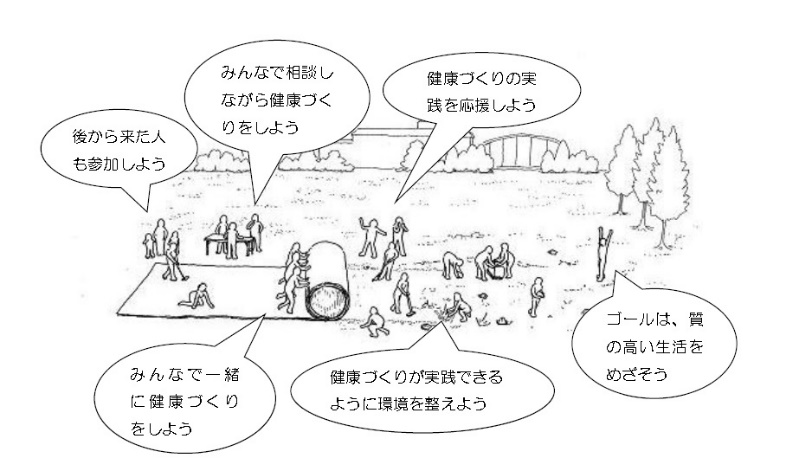 みんなで相談し
ながら健康づく
りをしよう
健康づくりの実
践を応援しよう
後から来た人
も参加しよう
ゴールは、質
の高い生活を
めざそう
みんなで一緒
に健康づくり
をしよう
健康づくりが実践できる
ように環境を整えよう